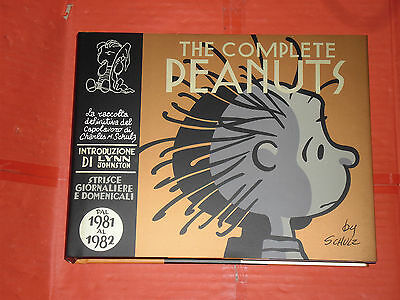 THE COMPLETE
PEANUTS
La raccolta
definitiva del
Capolavoro di
Charles M. Schulz
INTRODUZIONE
DI LYNN
JOHNSTON
STRISCE
GIORNALIERE
E DOMENICALI
DAL
1981
AL
1982
by
SCHULZ